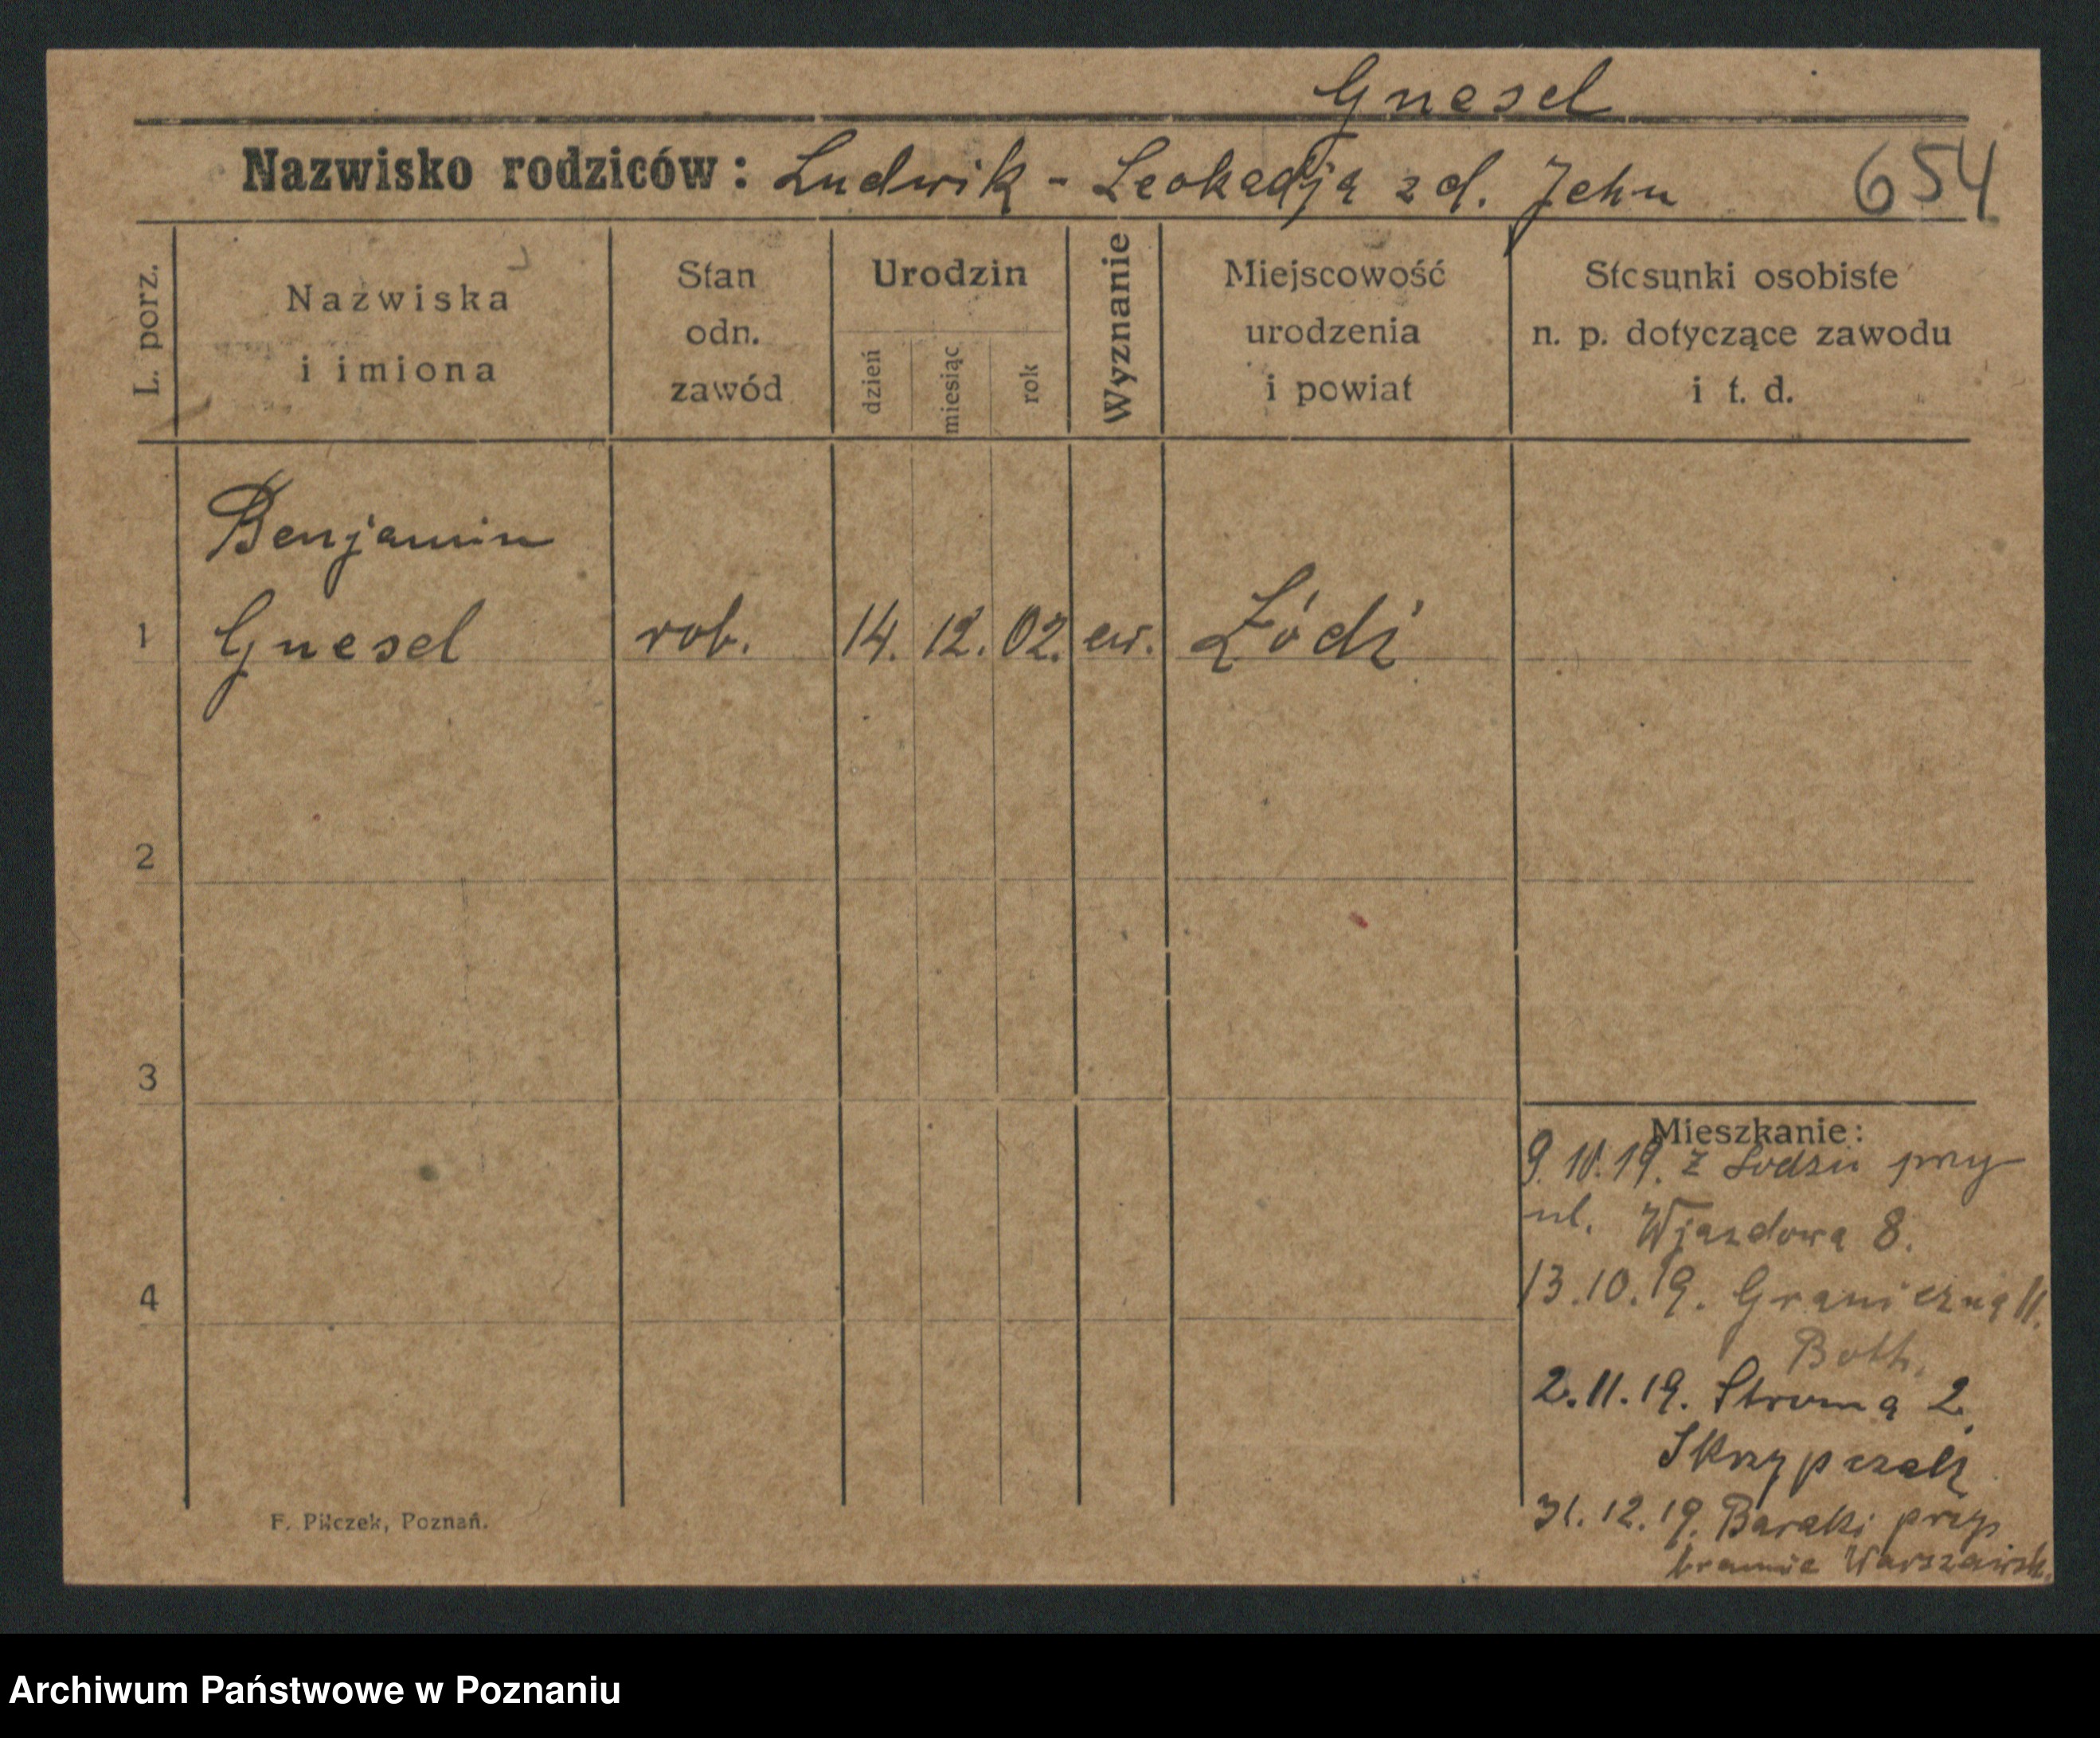 Gnesel
Nazwisko rodziców: Ludwik - Leokadja zd. Jehn 654
L. porz.
Nazwiska
i imiona
Stan
odn.
zawód
Urodzin
dzień
miesiąc
rok
Wyznanie
Miejscowość
urodzenia
i powiat
Stosunki osobiste
n. p. dotyczące zawodu
i t. d.
Benjamin
1 Gnesel rob. 14. 12. 02. ew. Łódź
2
3
4
Mieszkanie:
9.10.19. z Łodzii przy
ul. Wjazdowa 8.
13.10.19. Graniczna 11.
Both.
2.11.19. Stroma 2.
Skrzypczak
31.12.19. Baraki przy
bramie Warszawsk.
F. Pilczek, Poznań.
Archiwum Państwowe w Poznaniu